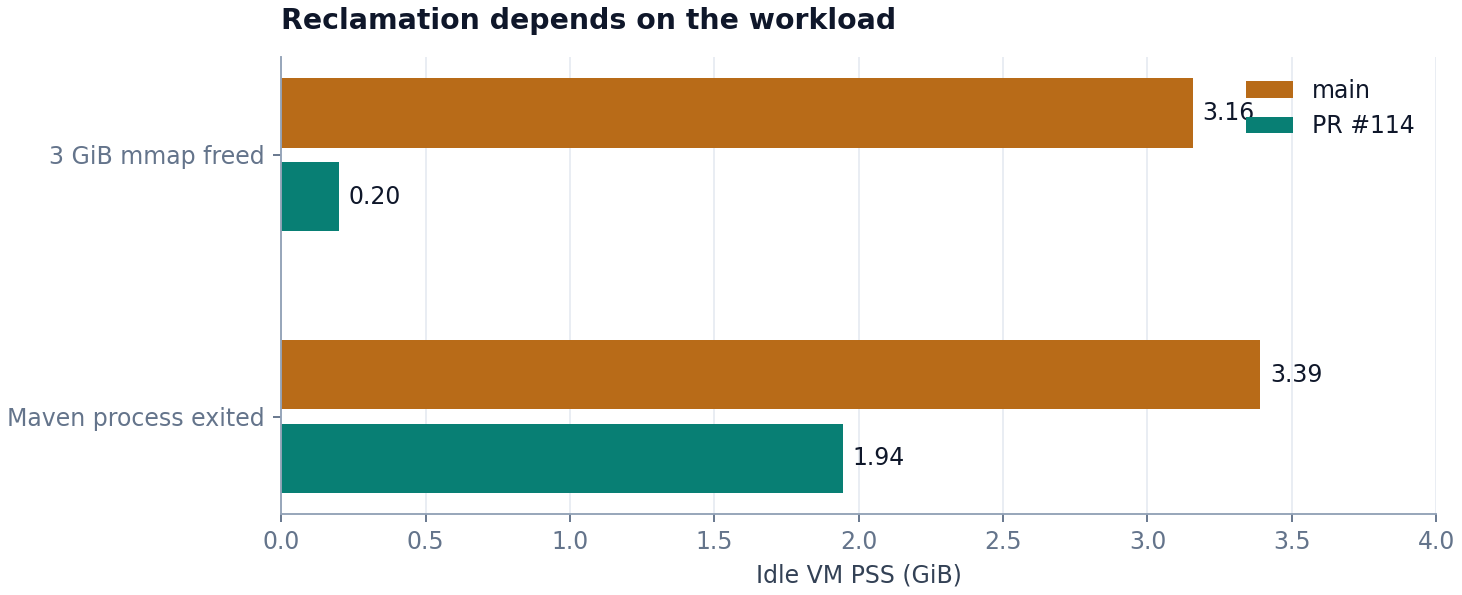 Reclamation depends on the workload
main
3.16
PR #114
3 GiB mmap freed
0.20
3.39
Maven process exited
1.94
0.0 0.5 1.0 1.5 2.0 2.5 3.0 3.5 4.0
Idle VM PSS (GiB)